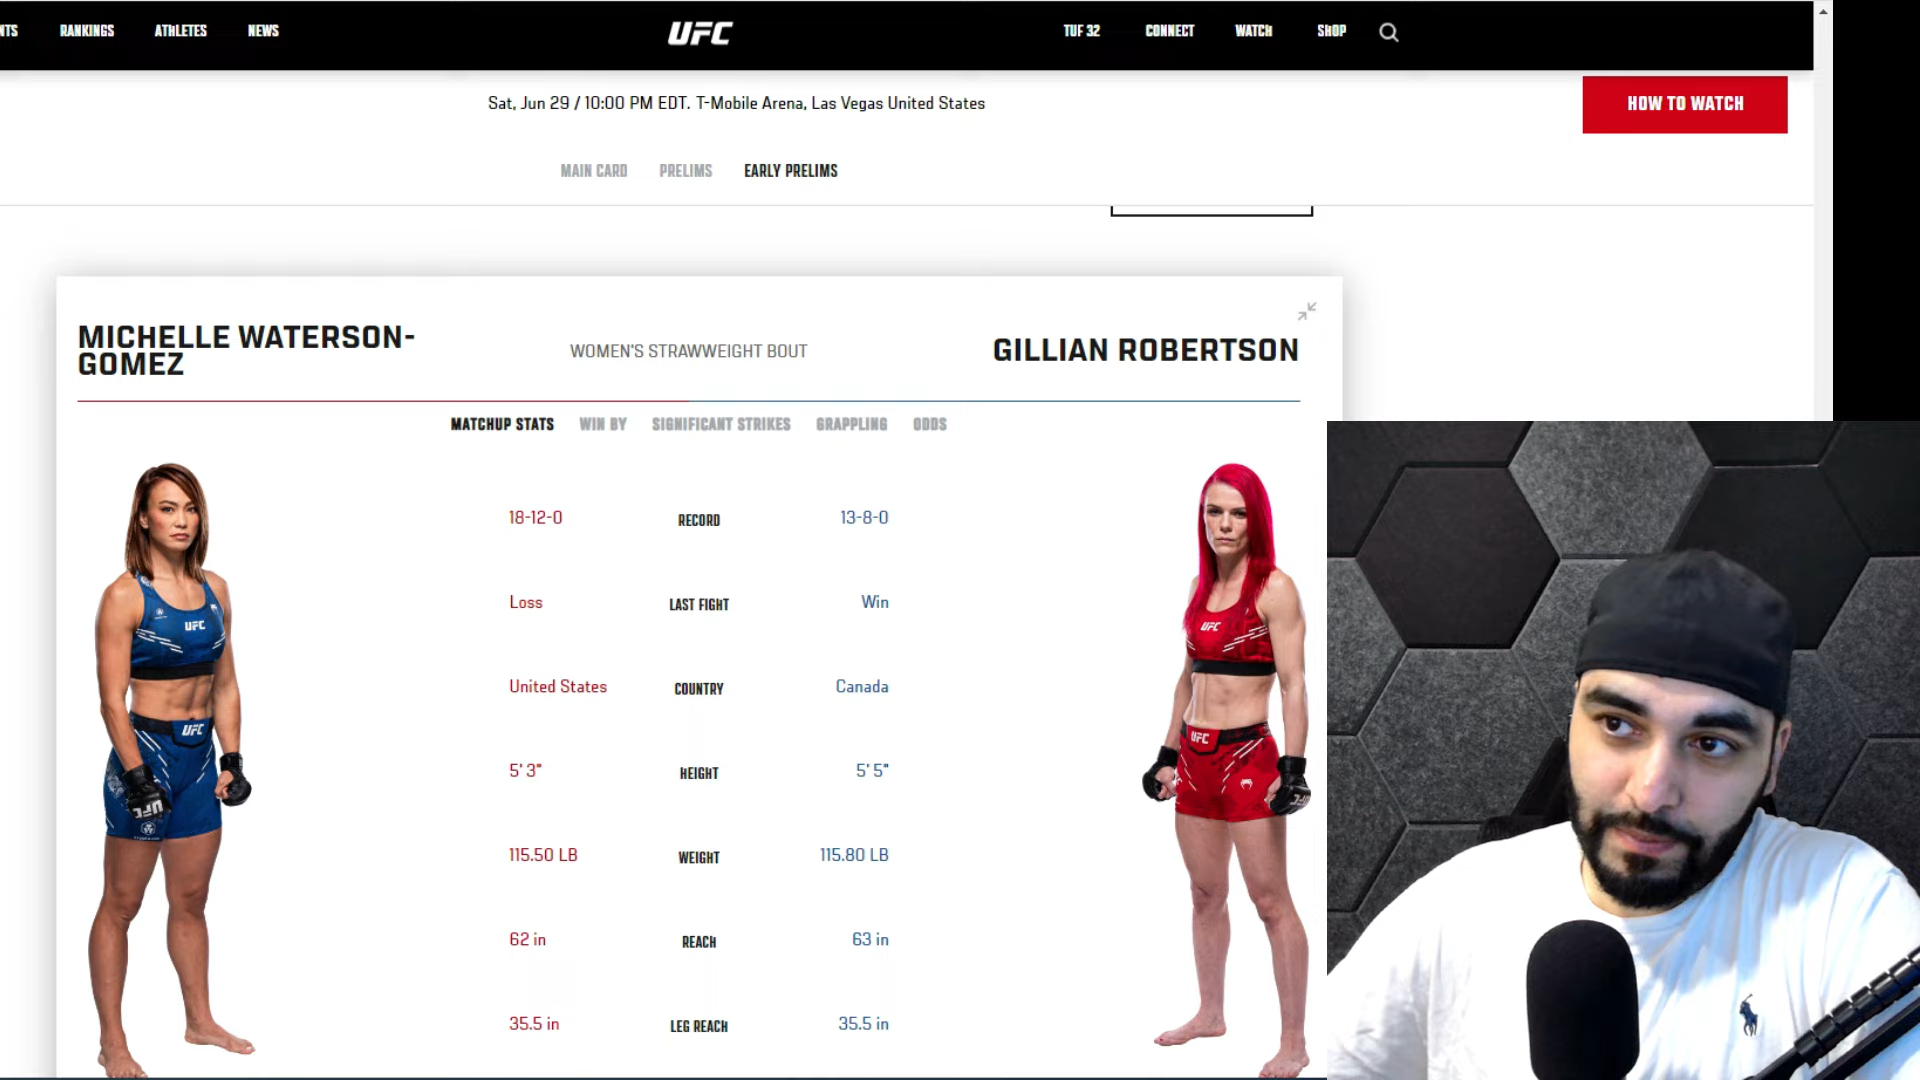 NTS RANKINGS ATHLETES NEWS UFC TUF 32 CONNECT WATCH SHOP
Sat, Jun 29 / 10:00 PM EDT. T-Mobile Arena, Las Vegas United States
HOW TO WATCH
MAIN CARD PRELIMS EARLY PRELIMS
MICHELLE WATERSON-
GOMEZ
WOMEN'S STRAWWEIGHT BOUT
GILLIAN ROBERTSON
MATCHUP STATS WIN BY SIGNIFICANT STRIKES GRAPPLING ODDS
18-12-0 RECORD 13-8-0
Loss LAST FIGHT Win
United States COUNTRY Canada
5' 3" HEIGHT 5' 5"
115.50 LB WEIGHT 115.80 LB
62 in REACH 63 in
35.5 in LEG REACH 35.5 in
UFC
UFC
UFC
UFC
UFC